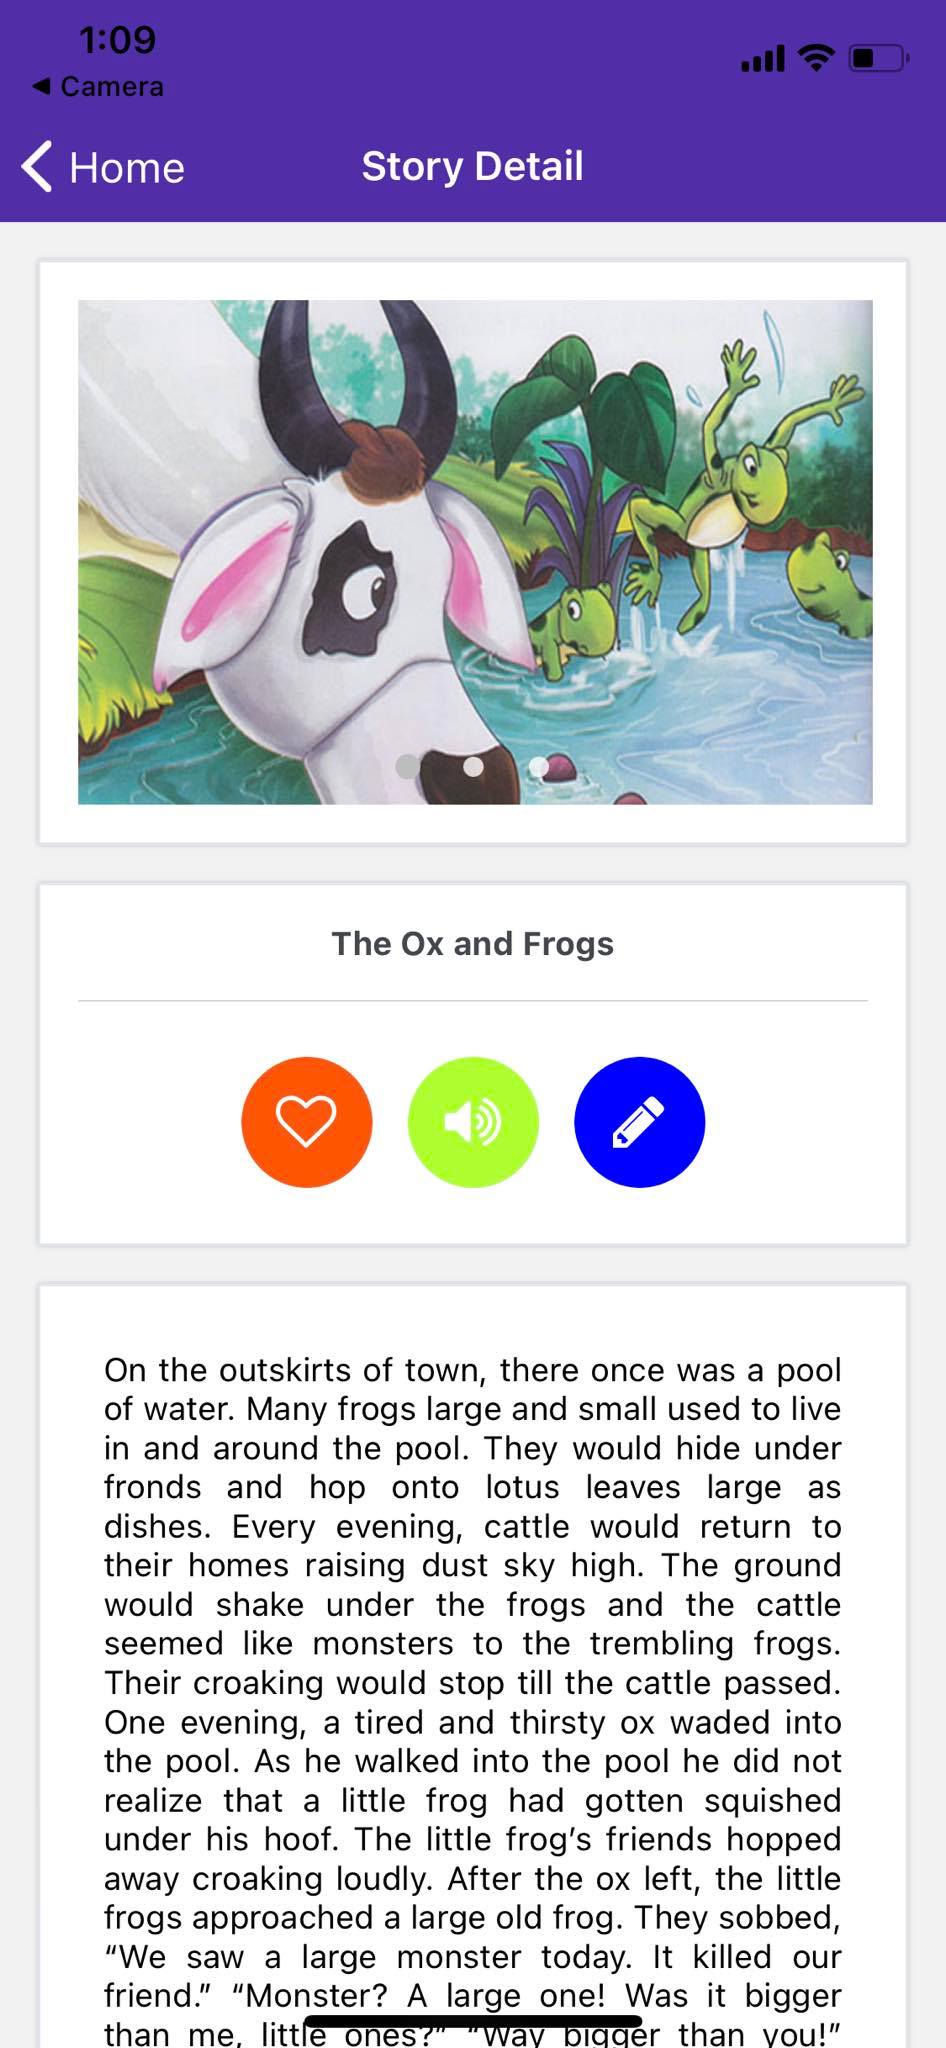 1:09
Camera
Home
Story Detail
The Ox and Frogs
On the outskirts of town, there once was a pool
of water. Many frogs large and small used to live
in and around the pool. They would hide under
fronds and hop onto lotus leaves large as
dishes. Every evening, cattle would return to
their homes raising dust sky high. The ground
would shake under the frogs and the cattle
seemed like monsters to the trembling frogs.
Their croaking would stop till the cattle passed.
One evening, a tired and thirsty ox waded into
the pool. As he walked into the pool he did not
realize that a little frog had gotten squished
under his hoof. The little frog’s friends hopped
away croaking loudly. After the ox left, the little
frogs approached a large old frog. They sobbed,
“We saw a large monster today. It killed our
friend.” “Monster? A large one! Was it bigger
than me, little ones?” “Way bigger than you!”